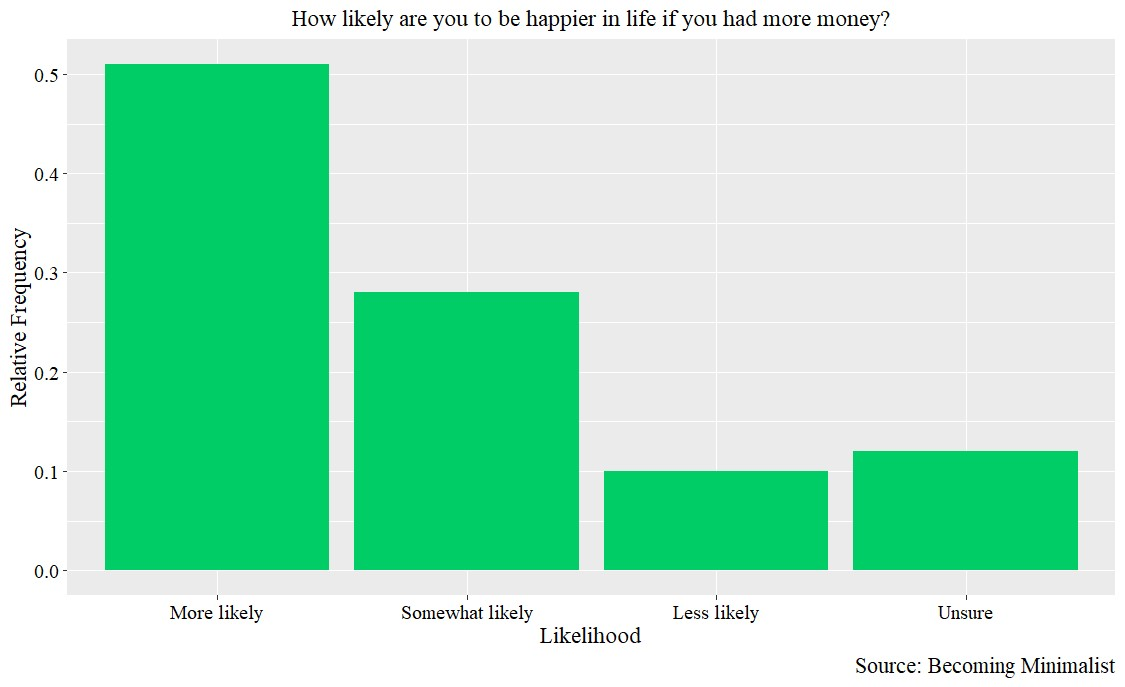 How likely are you to be happier in life if you had more money?
Relative Frequency
0.5
0.4
0.3
0.2
0.1
0.0
More likely Somewhat likely Less likely Unsure
Likelihood
Source: Becoming Minimalist